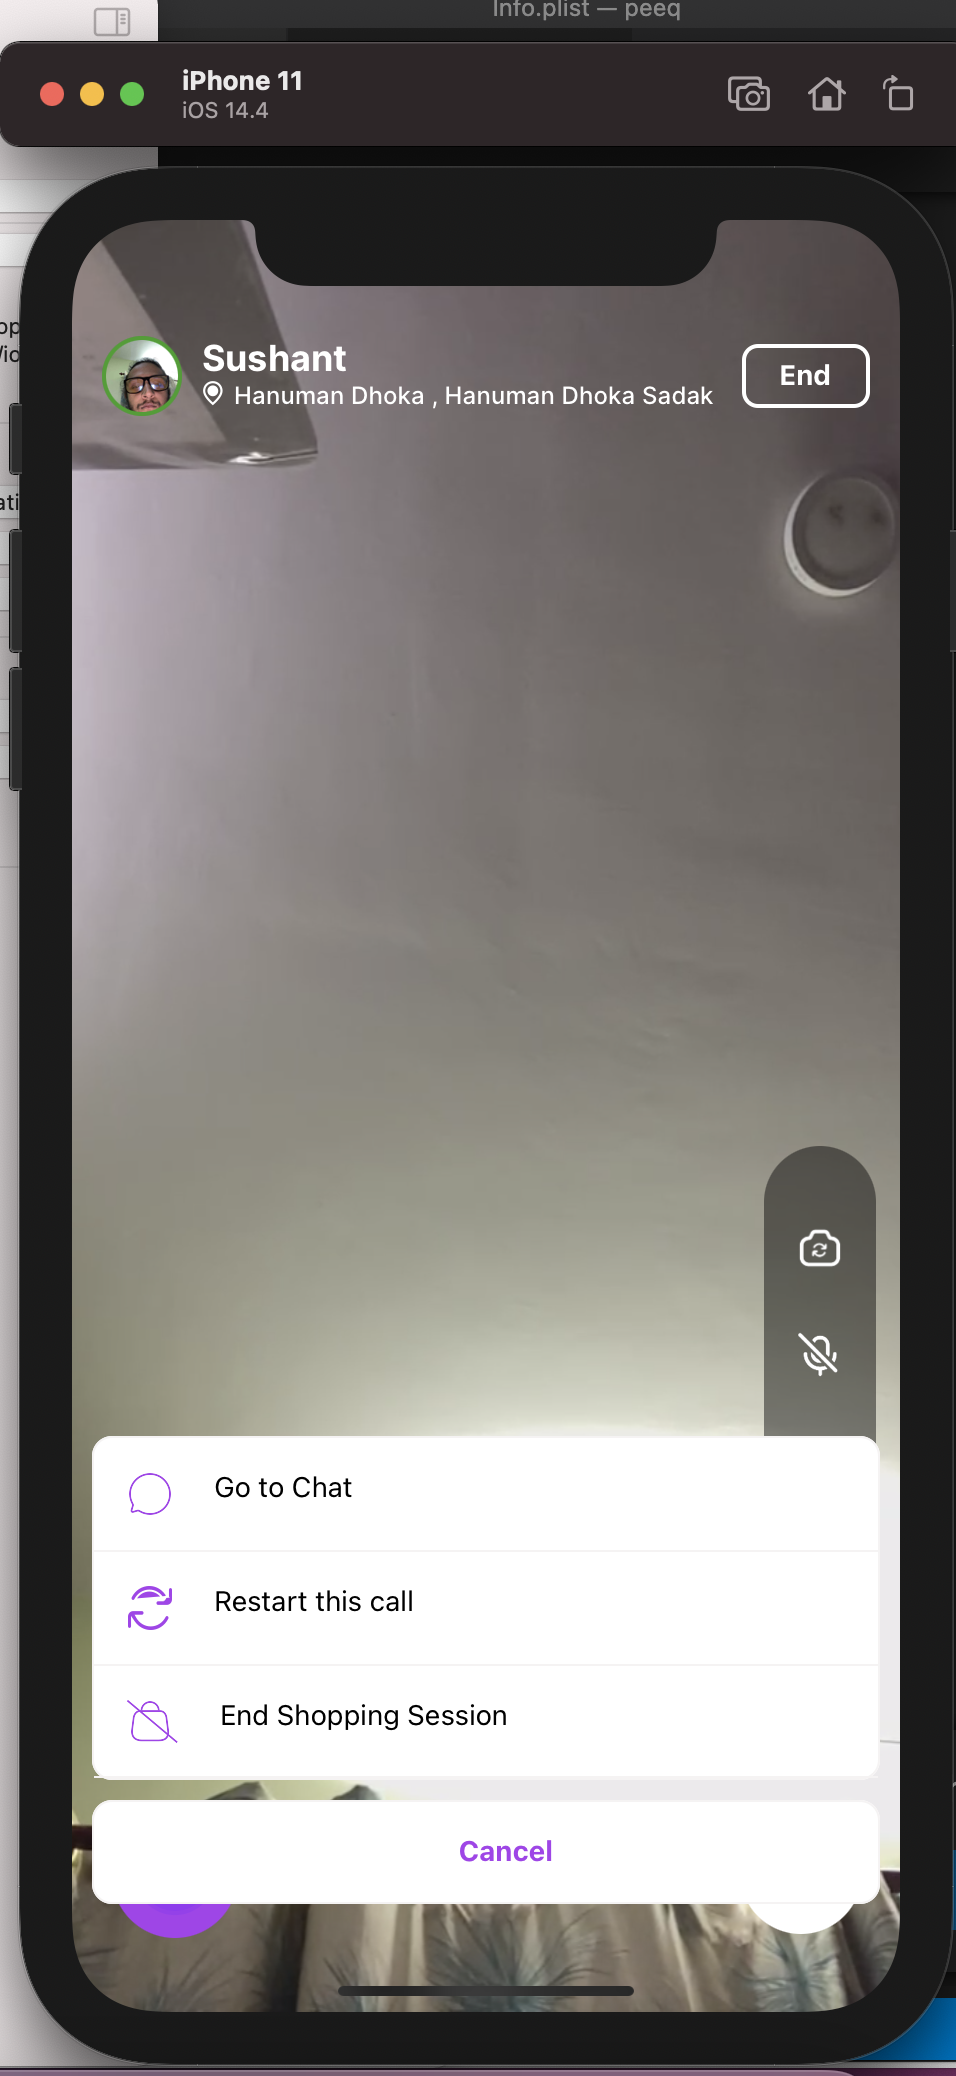 Info.plist — peeq
iPhone 11
iOS 14.4
Sushant
Hanuman Dhoka , Hanuman Dhoka Sadak
End
Go to Chat
Restart this call
End Shopping Session
Cancel